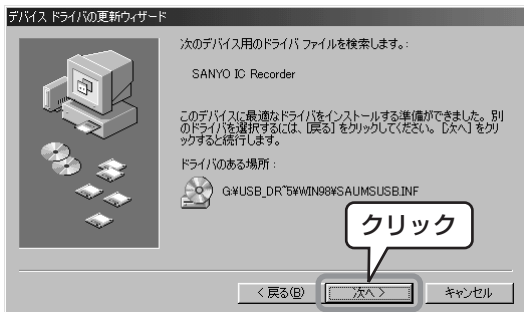 デバイス ドライバの更新ウィザード
次のデバイス用のドライバ ファイルを検索します。:
SANYO IC Recorder
このデバイスに最適なドライバをインストールする準備ができました。別
のドライバを選択するには、[戻る] をクリックしてください。[次へ] をクリ
ックすると続行します。
ドライバのある場所 :
G:¥USB_DR~5¥WIN98¥SAUMSUSB.INF
クリック
< 戻る(B)
次へ >
キャンセル